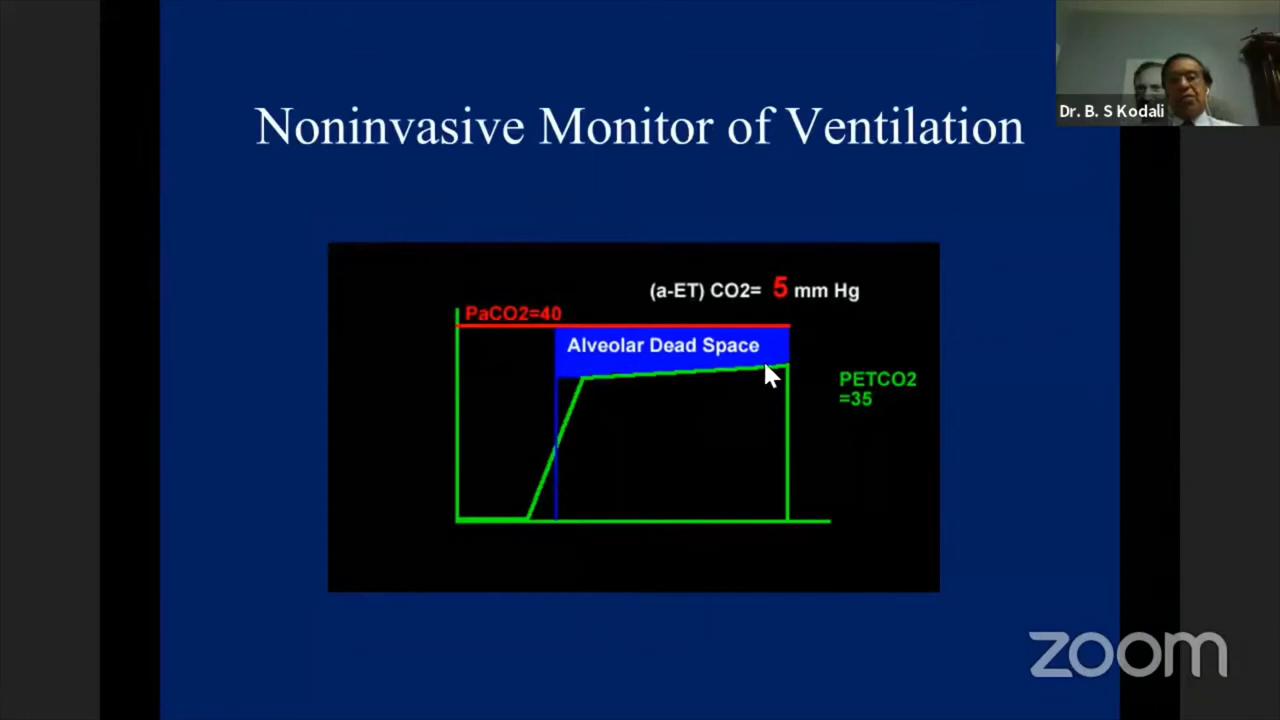 Noninvasive Monitor of Ventilation
Dr. B. S Kodali
(a-ET) CO2= 5 mm Hg
PaCO2=40
Alveolar Dead Space
PETCO2
=35
zoom